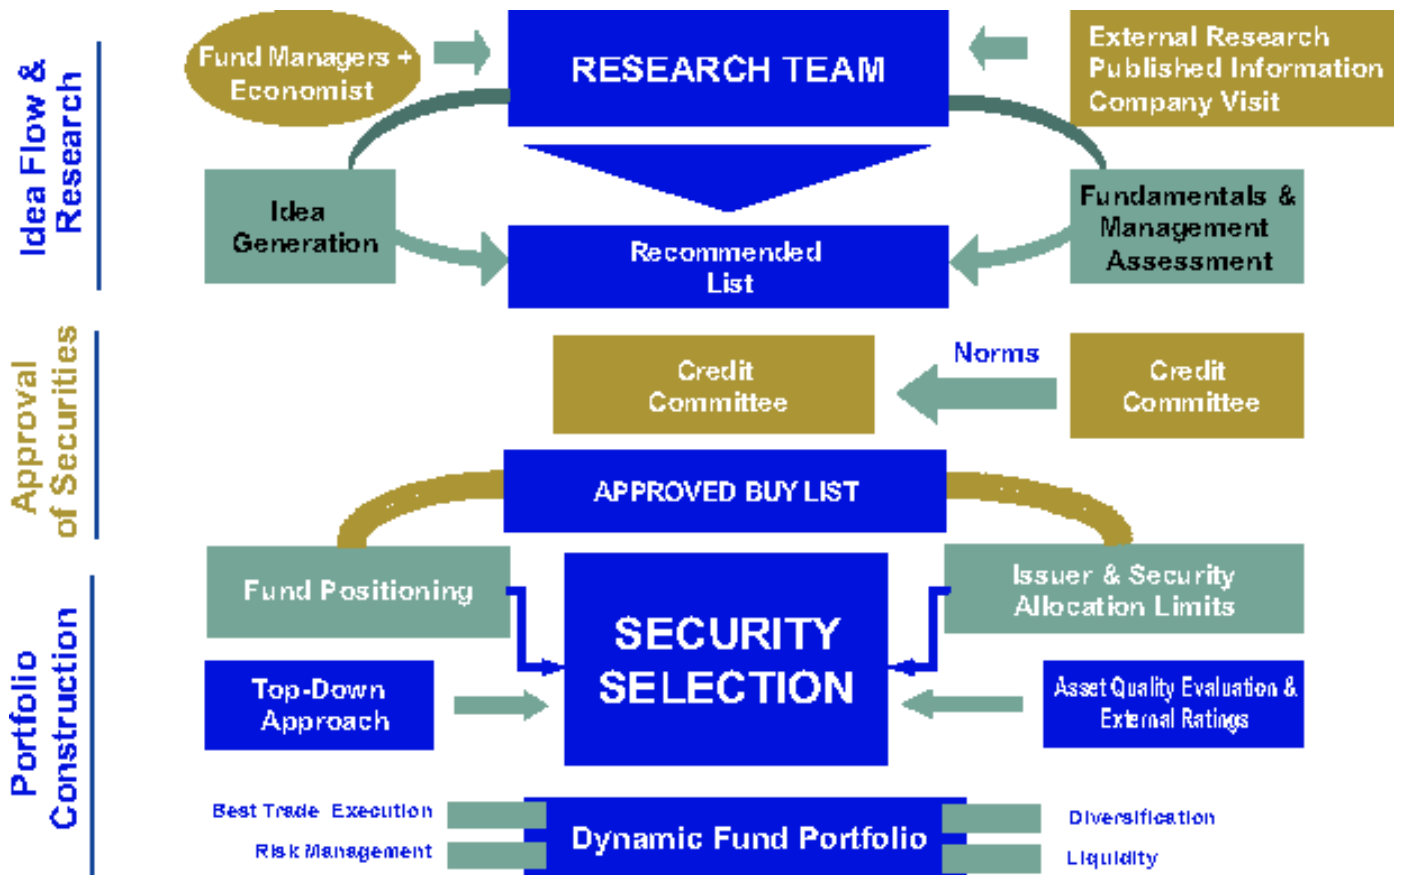 Idea Flow &
Research
Fund Managers +
Economist
RESEARCH TEAM
External Research
Published Information
Company Visit
Idea
Generation
Recommended
List
Fundamentals &
Management
Assessment
Approval
of Securities
Credit
Committee
Norms
Credit
Committee
APPROVED BUY LIST
Portfolio
Construction
Fund Positioning
SECURITY
SELECTION
Issuer & Security
Allocation Limits
Top-Down
Approach
Asset Quality Evaluation &
External Ratings
Best Trade Execution
Risk Management
Dynamic Fund Portfolio
Diversification
Liquidity